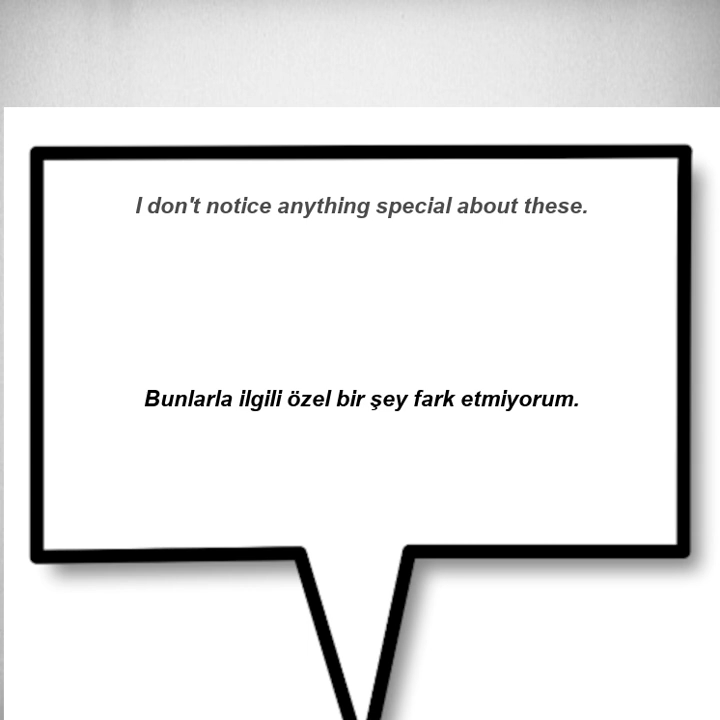 I don't notice anything special about these.
Bunlarla ilgili özel bir şey fark etmiyorum.